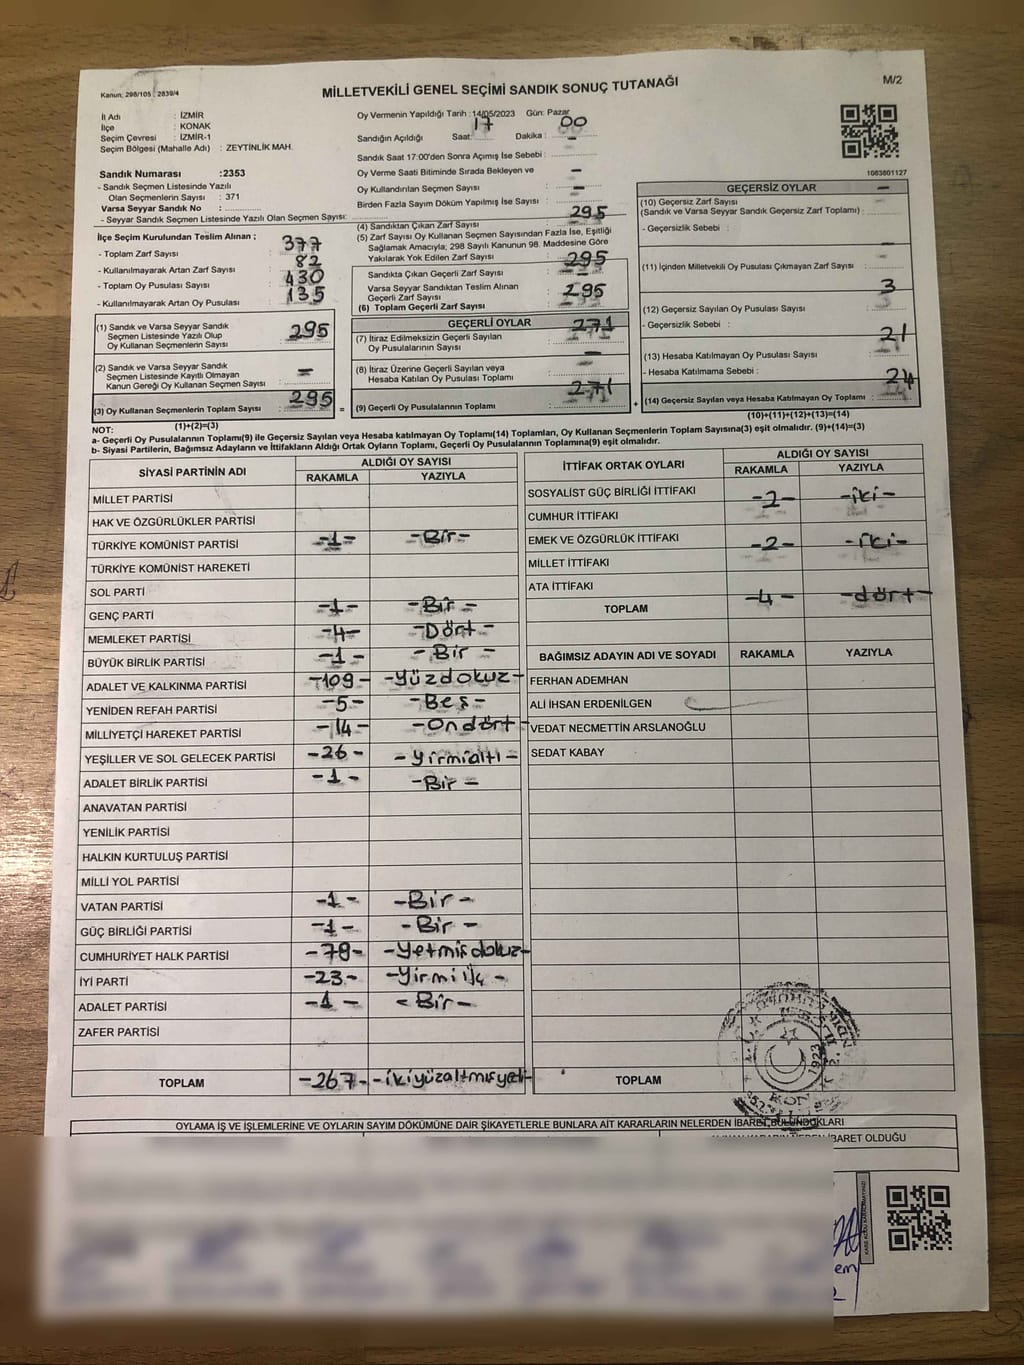 Kanun; 298/105 ; 2839/4
MİLLETVEKİLİ GENEL SEÇİMİ SANDIK SONUÇ TUTANAĞI
M/2
İl Adı : İZMİR
İlçe : KONAK
Seçim Çevresi : İZMİR-1
Seçim Bölgesi (Mahalle Adı) : ZEYTİNLİK MAH.
Sandık Numarası :2353
- Sandık Seçmen Listesinde Yazılı
Olan Seçmenlerin Sayısı : 371
Varsa Seyyar Sandık No :
- Seyyar Sandık Seçmen Listesinde Yazılı Olan Seçmen Sayısı:
Oy Vermenin Yapıldığı Tarih : 14/05/2023 Gün: Pazar
Sandığın Açıldığı Saat: 17 Dakika : 00
Sandık Saat 17:00'den Sonra Açımış İse Sebebi : -
Oy Verme Saati Bitiminde Sırada Bekleyen ve
Oy Kullandırılan Seçmen Sayısı : -
Birden Fazla Sayım Döküm Yapılmış İse Sayısı : -
1063801127
İlçe Seçim Kurulundan Teslim Alınan ;
- Toplam Zarf Sayısı : 377
- Kullanılmayarak Artan Zarf Sayısı : 82
- Toplam Oy Pusulası Sayısı : 430
- Kullanılmayarak Artan Oy Pusulası : 135
(1) Sandık ve Varsa Seyyar Sandık
Seçmen Listesinde Yazılı Olup
Oy Kullanan Seçmenlerin Sayısı : 295
(2) Sandık ve Varsa Seyyar Sandık
Seçmen Listesinde Kayıtlı Olmayan
Kanun Gereği Oy Kullanan Seçmen Sayısı : -
(3) Oy Kullanan Seçmenlerin Toplam Sayısı : 295
(1)+(2)=(3)
(4) Sandıktan Çıkan Zarf Sayısı : 295
(5) Zarf Sayısı Oy Kullanan Seçmen Sayısından Fazla İse, Eşitliği
Sağlamak Amacıyla; 298 Sayılı Kanunun 98. Maddesine Göre
Yakılarak Yok Edilen Zarf Sayısı :
Sandıkta Çıkan Geçerli Zarf Sayısı : 295
Varsa Seyyar Sandıktan Teslim Alınan
Geçerli Zarf Sayısı : -
(6) Toplam Geçerli Zarf Sayısı : 295
GEÇERLİ OYLAR
(7) İtiraz Edilmeksizin Geçerli Sayılan
Oy Pusulalarının Sayısı : 271
(8) İtiraz Üzerine Geçerli Sayılan veya
Hesaba Katılan Oy Pusulası Toplamı : -
(9) Geçerli Oy Pusulalarının Toplamı : 271
GEÇERSİZ OYLAR
(10) Geçersiz Zarf Sayısı
(Sandık ve Varsa Seyyar Sandık Geçersiz Zarf Toplamı) : -
- Geçersizlik Sebebi :
(11) İçinden Milletvekili Oy Pusulası Çıkmayan Zarf Sayısı : -
(12) Geçersiz Sayılan Oy Pusulası Sayısı : 3
- Geçersizlik Sebebi :
(13) Hesaba Katılmayan Oy Pusulası Sayısı : 21
- Hesaba Katılmama Sebebi :
(14) Geçersiz Sayılan veya Hesaba Katılmayan Oy Toplamı : 24
(10)+(11)+(12)+(13)=(14)
NOT:
a- Geçerli Oy Pusulalarının Toplamı(9) ile Geçersiz Sayılan veya Hesaba katılmayan Oy Toplamı(14) Toplamları, Oy Kullanan Seçmenlerin Toplam Sayısına(3) eşit olmalıdır. (9)+(14)=(3)
b- Siyasi Partilerin, Bağımsız Adayların ve İttifakların Aldığı Ortak Oyların Toplamı, Geçerli Oy Pusulalarının Toplamına(9) eşit olmalıdır.
SİYASİ PARTİNİN ADI ALDIĞI OY SAYISI
RAKAMLA YAZIYLA
MİLLET PARTİSİ
HAK VE ÖZGÜRLÜKLER PARTİSİ
TÜRKİYE KOMÜNİST PARTİSİ -1- -Bir-
TÜRKİYE KOMÜNİST HAREKETİ
SOL PARTİ
GENÇ PARTİ -1- -Bir-
MEMLEKET PARTİSİ -4- -Dört-
BÜYÜK BİRLİK PARTİSİ -1- -Bir-
ADALET VE KALKINMA PARTİSİ -109- -Yüzdokuz-
YENİDEN REFAH PARTİSİ -5- -Beş-
MİLLİYETÇİ HAREKET PARTİSİ -14- -Ondört-
YEŞİLLER VE SOL GELECEK PARTİSİ -26- -Yirmialtı-
ADALET BİRLİK PARTİSİ -1- -Bir-
ANAVATAN PARTİSİ
YENİLİK PARTİSİ
HALKIN KURTULUŞ PARTİSİ
MİLLİ YOL PARTİSİ
VATAN PARTİSİ -1- -Bir-
GÜÇ BİRLİĞİ PARTİSİ -1- -Bir-
CUMHURİYET HALK PARTİSİ -79- -Yetmişdokuz-
İYİ PARTİ -23- -Yirmiüç-
ADALET PARTİSİ -1- -Bir-
ZAFER PARTİSİ
TOPLAM -267- -ikiyüzaltmışyedi-
İTTİFAK ORTAK OYLARI ALDIĞI OY SAYISI
RAKAMLA YAZIYLA
SOSYALİST GÜÇ BİRLİĞİ İTTİFAKI
CUMHUR İTTİFAKI -2- -iki-
EMEK VE ÖZGÜRLÜK İTTİFAKI
MİLLET İTTİFAKI -2- -iki-
ATA İTTİFAKI
TOPLAM -4- -dört-
BAĞIMSIZ ADAYIN ADI VE SOYADI RAKAMLA YAZIYLA
FERHAN ADEMHAN
ALİ İHSAN ERDENİLGEN
VEDAT NECMETTİN ARSLANOĞLU
SEDAT KABAY
TOPLAM
1923
OYLAMA İŞ VE İŞLEMLERİNE VE OYLARIN SAYIM DÖKÜMÜNE DAİR ŞİKAYETLERLE BUNLARA AİT KARARLARIN NELERDEN İBARET BULUNDUKLARI
İBARET OLDUĞU